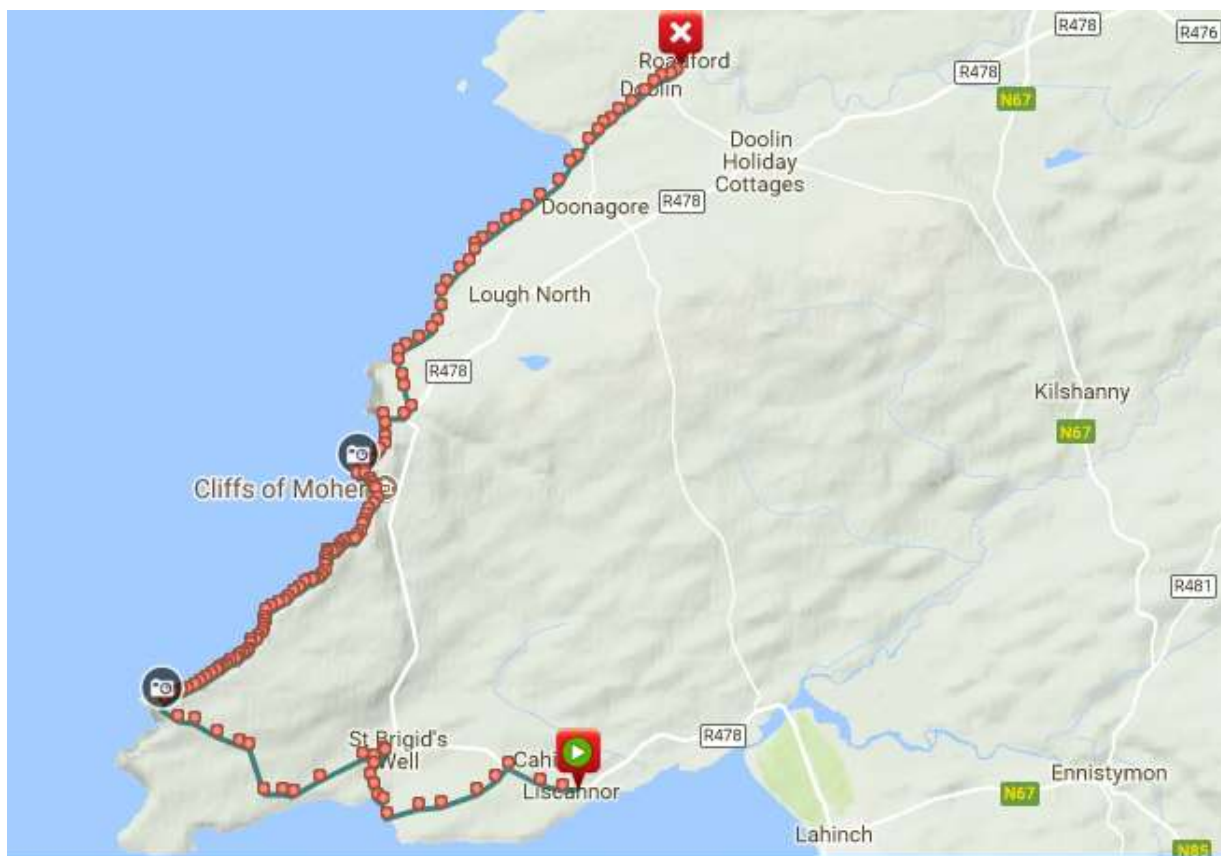 R478
R476
Roadford
R478
Doolin
N67
Doolin
Holiday
Cottages
R478
Doonagore
Lough North
R478
Kilshanny
N67
Cliffs of Moher
R481
St Brigid's
Well
R478
Liscannor
Ennistymon
N67
Lahinch
N85